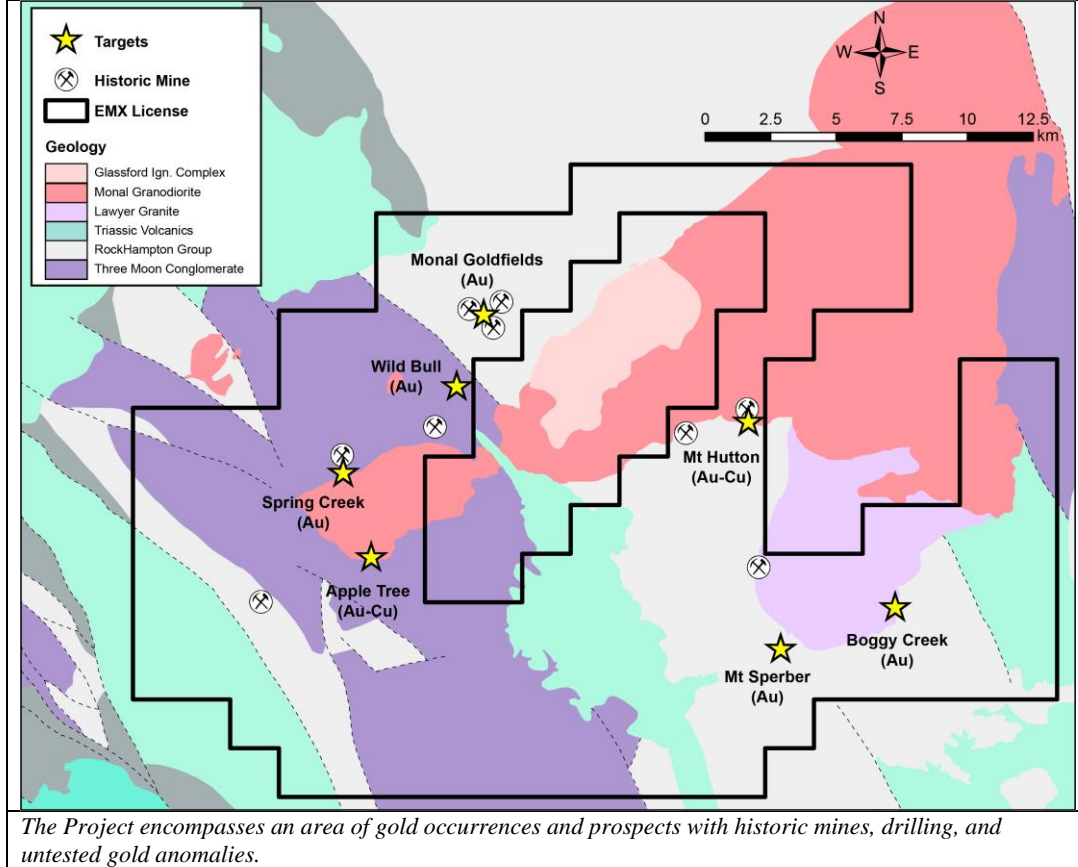 Targets
Historic Mine
EMX License
Geology
Glassford Ign. Complex
Monal Granodiorite
Lawyer Granite
Triassic Volcanics
RockHampton Group
Three Moon Conglomerate
N
W E
S
0 2.5 5 7.5 10 12.5
km
Monal Goldfields
(Au)
Wild Bull
(Au)
Mt Hutton
(Au-Cu)
Spring Creek
(Au)
Apple Tree
(Au-Cu)
Boggy Creek
(Au)
Mt Sperber
(Au)
The Project encompasses an area of gold occurrences and prospects with historic mines, drilling, and
untested gold anomalies.